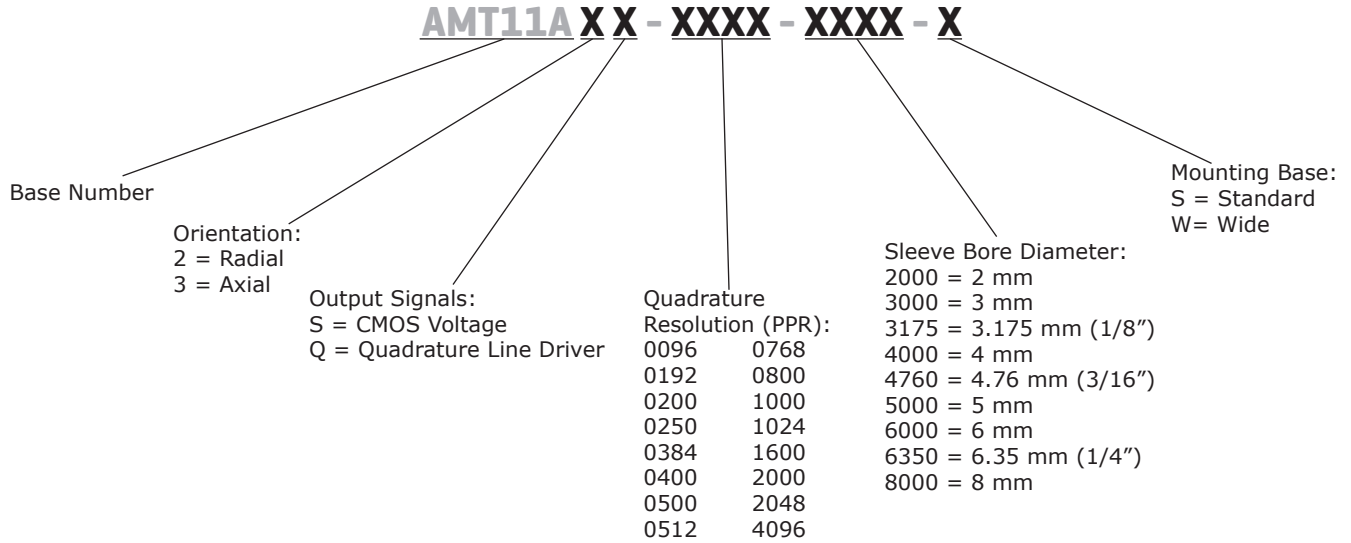 AMT11A X X - XXXX - XXXX - X
Base Number
Orientation:
2 = Radial
3 = Axial
Output Signals:
S = CMOS Voltage
Q = Quadrature Line Driver
Quadrature
Resolution (PPR):
0096 0768
0192 0800
0200 1000
0250 1024
0384 1600
0400 2000
0500 2048
0512 4096
Sleeve Bore Diameter:
2000 = 2 mm
3000 = 3 mm
3175 = 3.175 mm (1/8″)
4000 = 4 mm
4760 = 4.76 mm (3/16″)
5000 = 5 mm
6000 = 6 mm
6350 = 6.35 mm (1/4″)
8000 = 8 mm
Mounting Base:
S = Standard
W= Wide